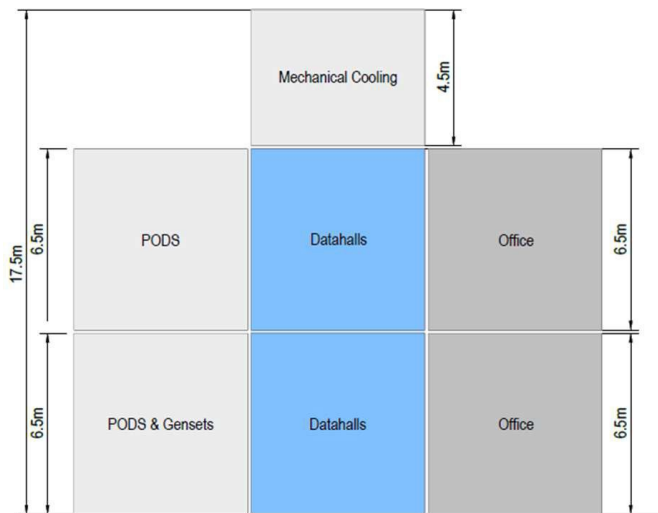 Mechanical Cooling
4.5m
17.5m
6.5m
PODS
Datahalls
Office
6.5m
6.5m
PODS & Gensets
Datahalls
Office
6.5m